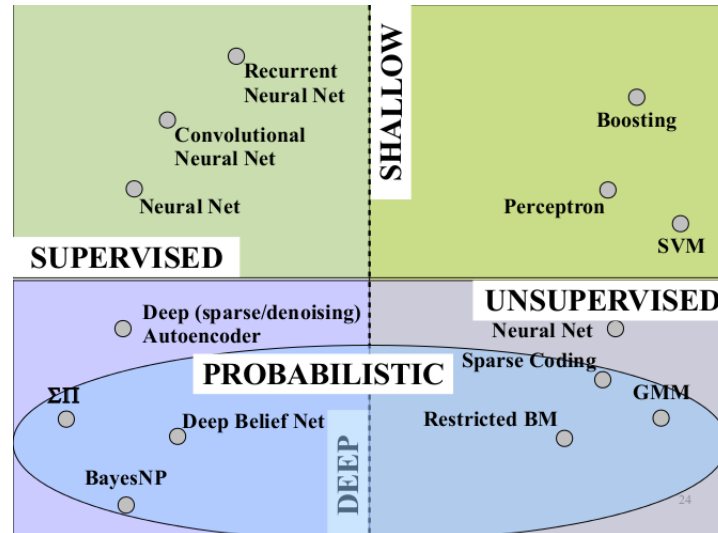 Recurrent
Neural Net
SHALLOW
Boosting
Convolutional
Neural Net
Neural Net
Perceptron
SVM
SUPERVISED
UNSUPERVISED
Deep (sparse/denoising)
Autoencoder
Neural Net
Sparse Coding
PROBABILISTIC
GMM
ΣΠ
Deep Belief Net
Restricted BM
DEEP
BayesNP
24